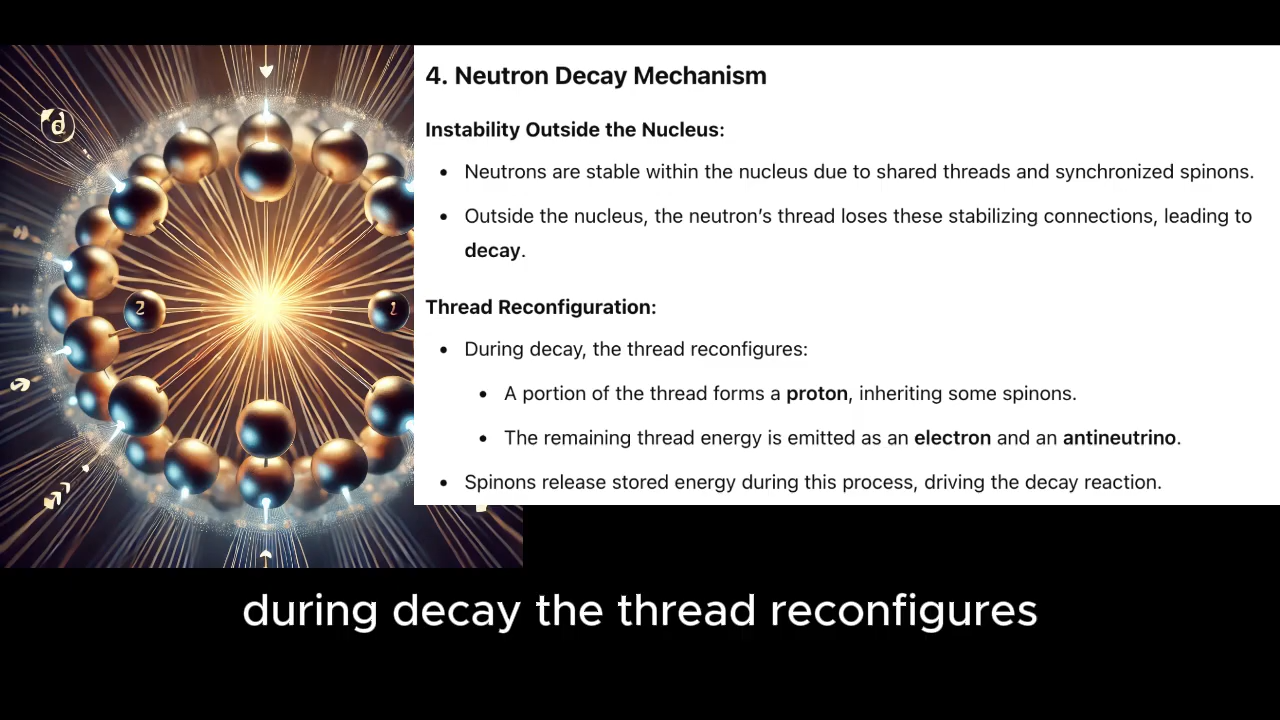 4. Neutron Decay Mechanism
Instability Outside the Nucleus:
• Neutrons are stable within the nucleus due to shared threads and synchronized spinons.
• Outside the nucleus, the neutron’s thread loses these stabilizing connections, leading to
decay.
Thread Reconfiguration:
• During decay, the thread reconfigures:
• A portion of the thread forms a proton, inheriting some spinons.
• The remaining thread energy is emitted as an electron and an antineutrino.
• Spinons release stored energy during this process, driving the decay reaction.
d
2
1
during decay the thread reconfigures